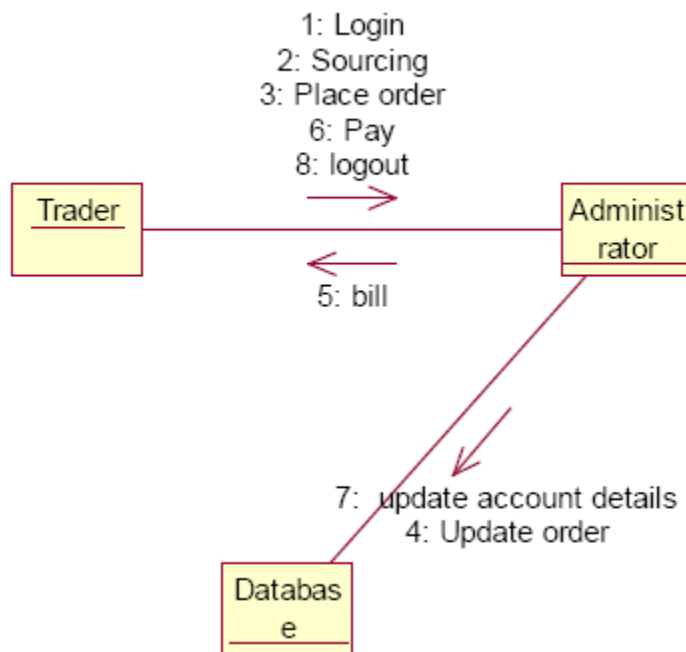 1: Login
2: Sourcing
3: Place order
6: Pay
8: logout
Trader
Administ
rator
5: bill
7: update account details
4: Update order
Databas
e